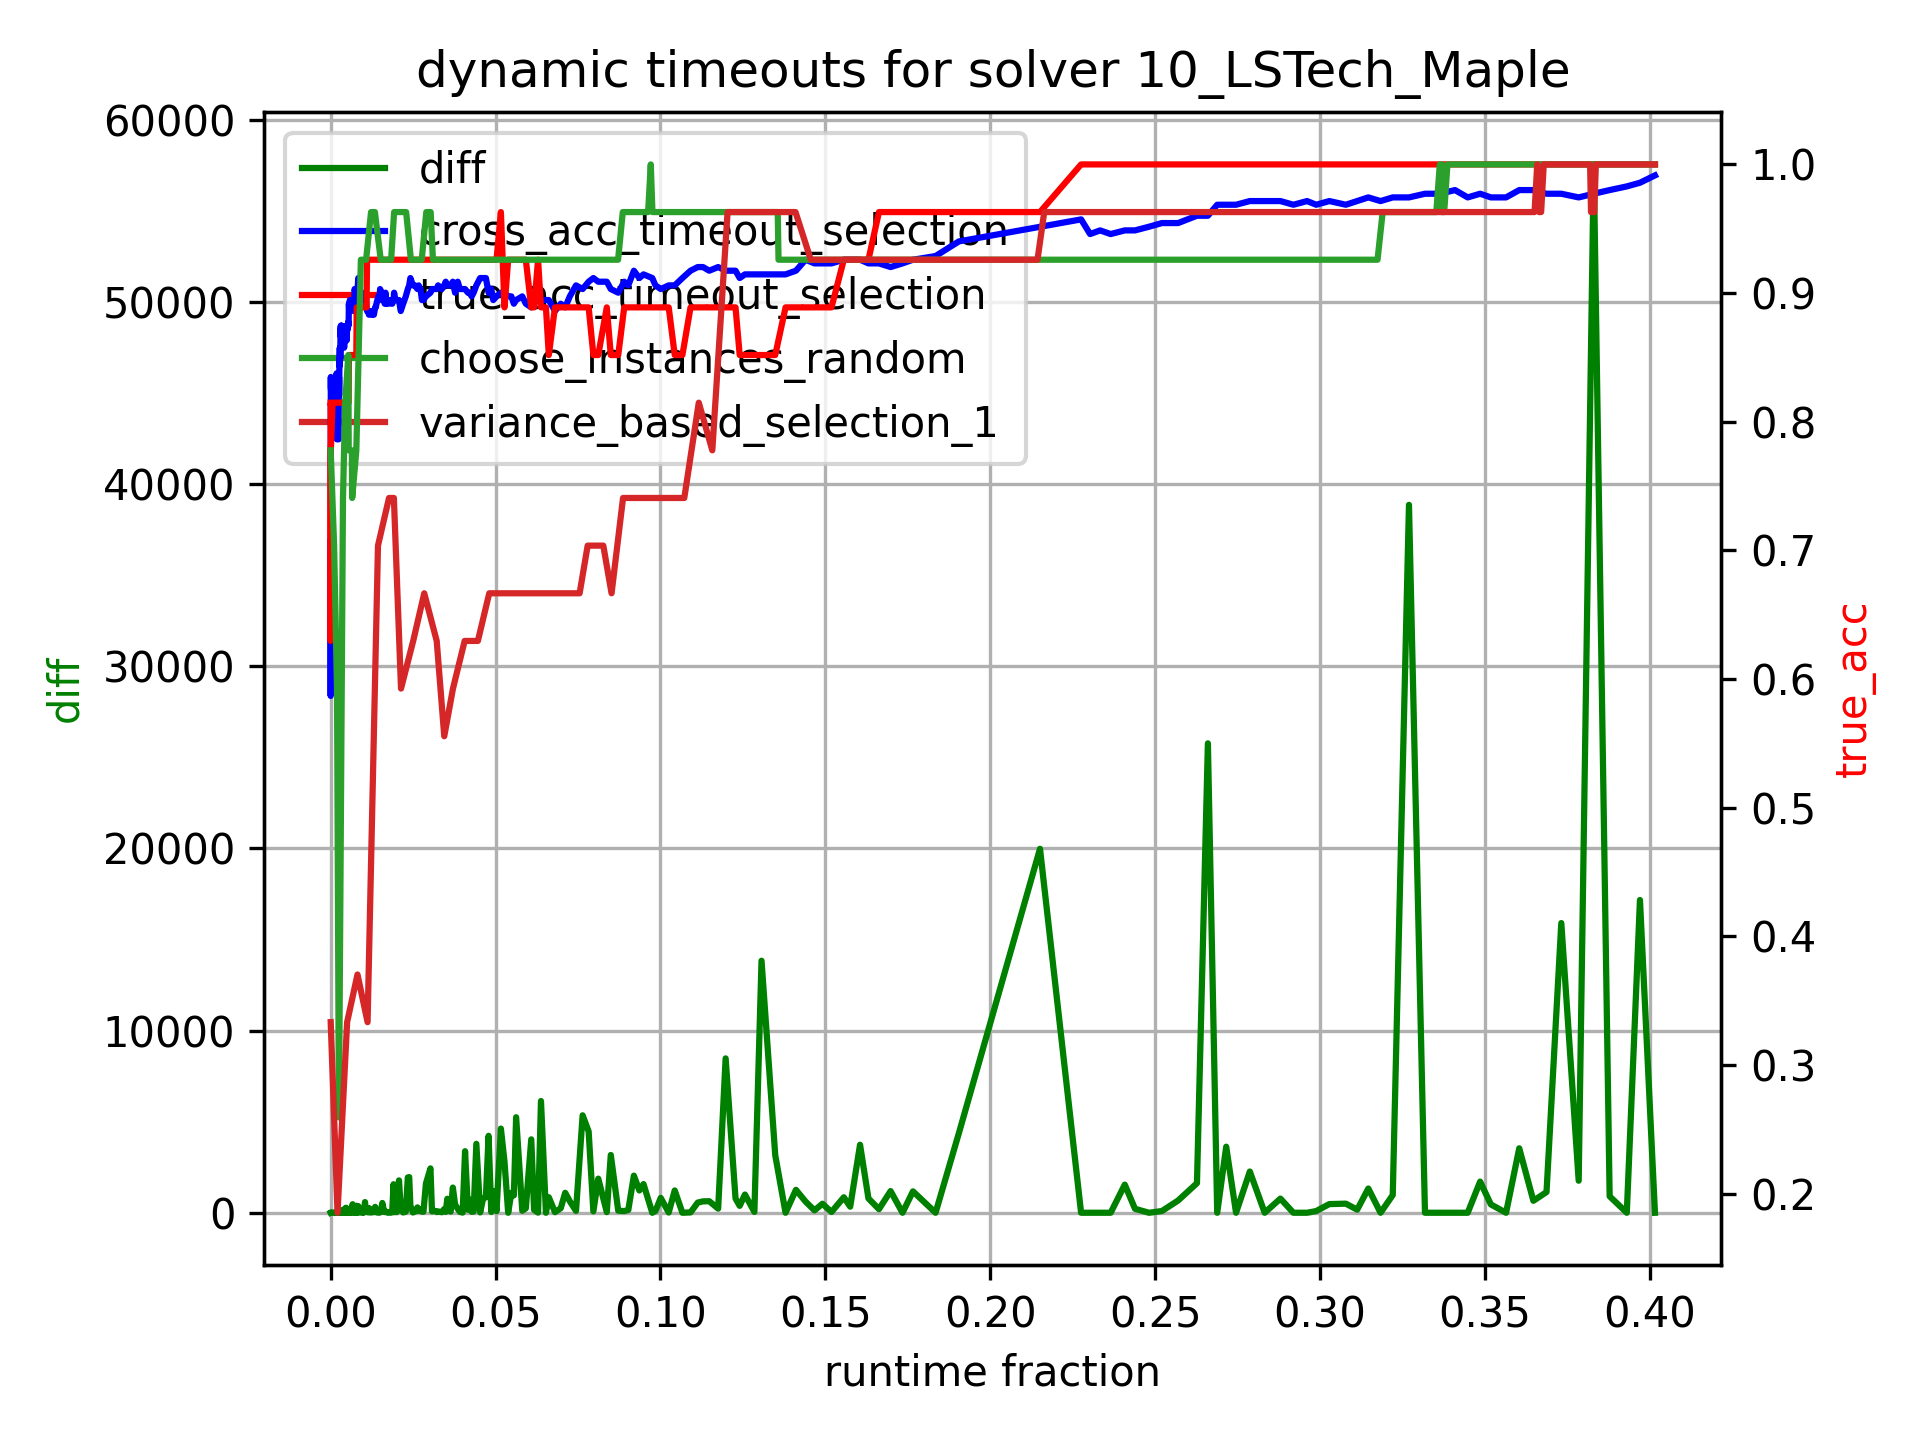 dynamic timeouts for solver 10_LSTech_Maple
60000
50000
40000
30000
20000
10000
0
diff
diff
cross_acc_timeout_selection
true_acc_timeout_selection
choose_instances_random
variance_based_selection_1
1.0
0.9
0.8
0.7
0.6
0.5
0.4
0.3
0.2
true_acc
0.00 0.05 0.10 0.15 0.20 0.25 0.30 0.35 0.40
runtime fraction